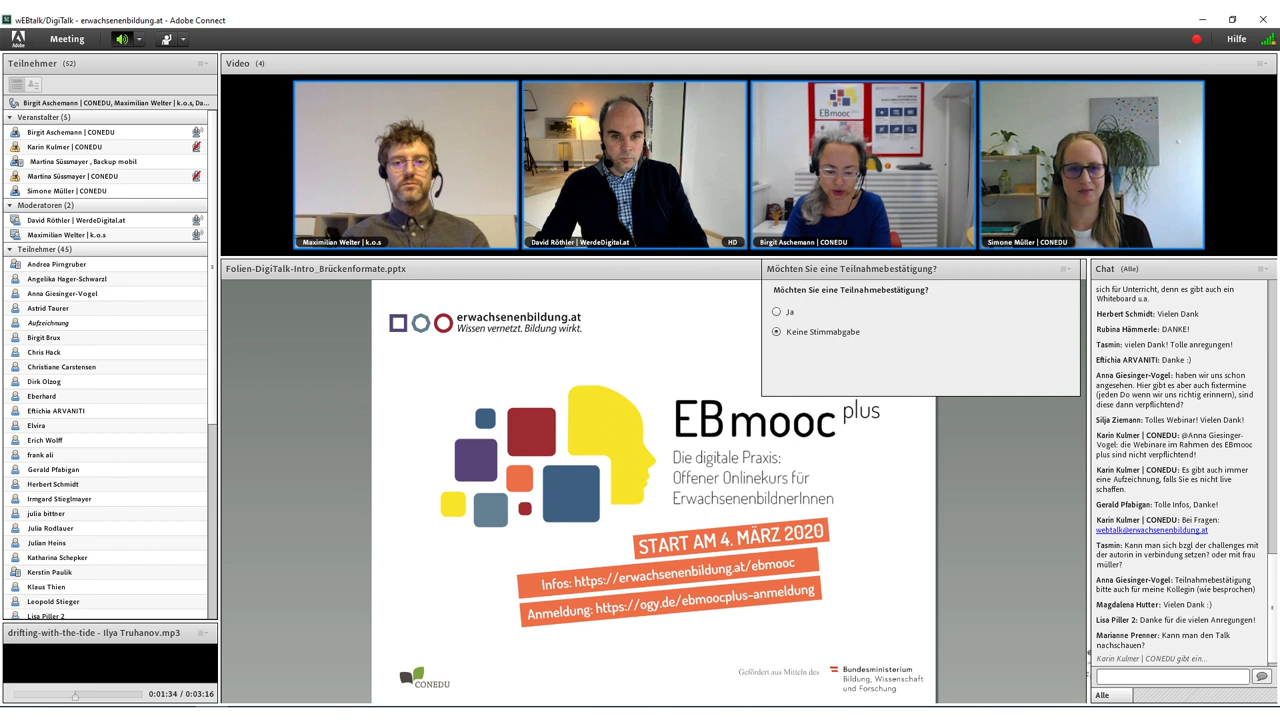 wEBtalk/DigiTalk - erwachsenenbildung.at - Adobe Connect
Adobe
Meeting
Hilfe
Teilnehmer (52)
Birgit Aschemann | CONEDU, Maximilian Welter | k.o.s, Da...
Veranstalter (5)
Birgit Aschemann | CONEDU
Karin Kulmer | CONEDU
Martina Süssmayer , Backup mobil
Martina Süssmayer | CONEDU
Simone Müller | CONEDU
Moderatoren (2)
David Röthler | WerdeDigital.at
Maximilian Welter | k.o.s
Teilnehmer (45)
Andrea Pirngruber
Angelika Hager-Schwarzl
Anna Giesinger-Vogel
Astrid Taurer
Aufzeichnung
Birgit Brux
Chris Hack
Christiane Carstensen
Dirk Olzog
Eberhard
Eftichia ARVANITI
Elvira
Erich Wolff
frank ali
Gerald Pfabigan
Herbert Schmidt
Irmgard Stieglmayer
julia bittner
Julia Rodlauer
Julian Heins
Katharina Schepker
Kerstin Paulik
Klaus Thien
Leopold Stieger
Lisa Piller 2
drifting-with-the-tide - Ilya Truhanov.mp3
0:01:34 / 0:03:16
Video (4)
Maximilian Welter | k.o.s
David Röthler | WerdeDigital.at
HD
EBmooc
Birgit Aschemann | CONEDU
Simone Müller | CONEDU
Folien-DigiTalk-Intro_Brückenformate.pptx
erwachsenenbildung.at
Wissen vernetzt. Bildung wirkt.
EBmooc plus
Die digitale Praxis:
Offener Onlinekurs für
ErwachsenenbildnerInnen
START AM 4. MÄRZ 2020
Infos: https://erwachsenenbildung.at/ebmooc
Anmeldung: https://ogy.de/ebmoocplus-anmeldung
CONEDU
Gefördert aus Mitteln des
Bundesministerium
Bildung, Wissenschaft
und Forschung
Möchten Sie eine Teilnahmebestätigung?
Möchten Sie eine Teilnahmebestätigung?
Ja
Keine Stimmabgabe
Chat (Alle)
sich für Unterricht, denn es gibt auch ein
Whiteboard u.a.
Herbert Schmidt: Vielen Dank
Rubina Hämmerle: DANKE!
Tasmin: vielen Dank! Tolle anregungen!
Eftichia ARVANITI: Danke :)
Anna Giesinger-Vogel: haben wir uns schon
angesehen. Hier gibt es aber auch fixtermine
(jeden Do wenn wir uns richtig erinnern), sind
diese dann verpflichtend?
Silja Ziemann: Tolles Webinar! Vielen Dank!
Karin Kulmer | CONEDU: @Anna Giesinger-
Vogel: die Webinare im Rahmen des EBmooc
plus sind nicht verpflichtend!
Karin Kulmer | CONEDU: Es gibt auch immer
eine Aufzeichnung, falls Sie es nicht live
schaffen.
Gerald Pfabigan: Tolle Infos, Danke!
Karin Kulmer | CONEDU: Bei Fragen:
webtalk@erwachsenenbildung.at
Tasmin: Kann man sich bzgl der challenges mit
der autorin in verbindung setzen? oder mit frau
müller?
Anna Giesinger-Vogel: Teilnahmebestätigung
bitte auch für meine Kollegin (wie besprochen)
Magdalena Hutter: Vielen Dank :)
Lisa Piller 2: Danke für die vielen Anregungen!
Marianne Prenner: Kann man den Talk
nachschauen?
Karin Kulmer | CONEDU gibt ein...
Alle